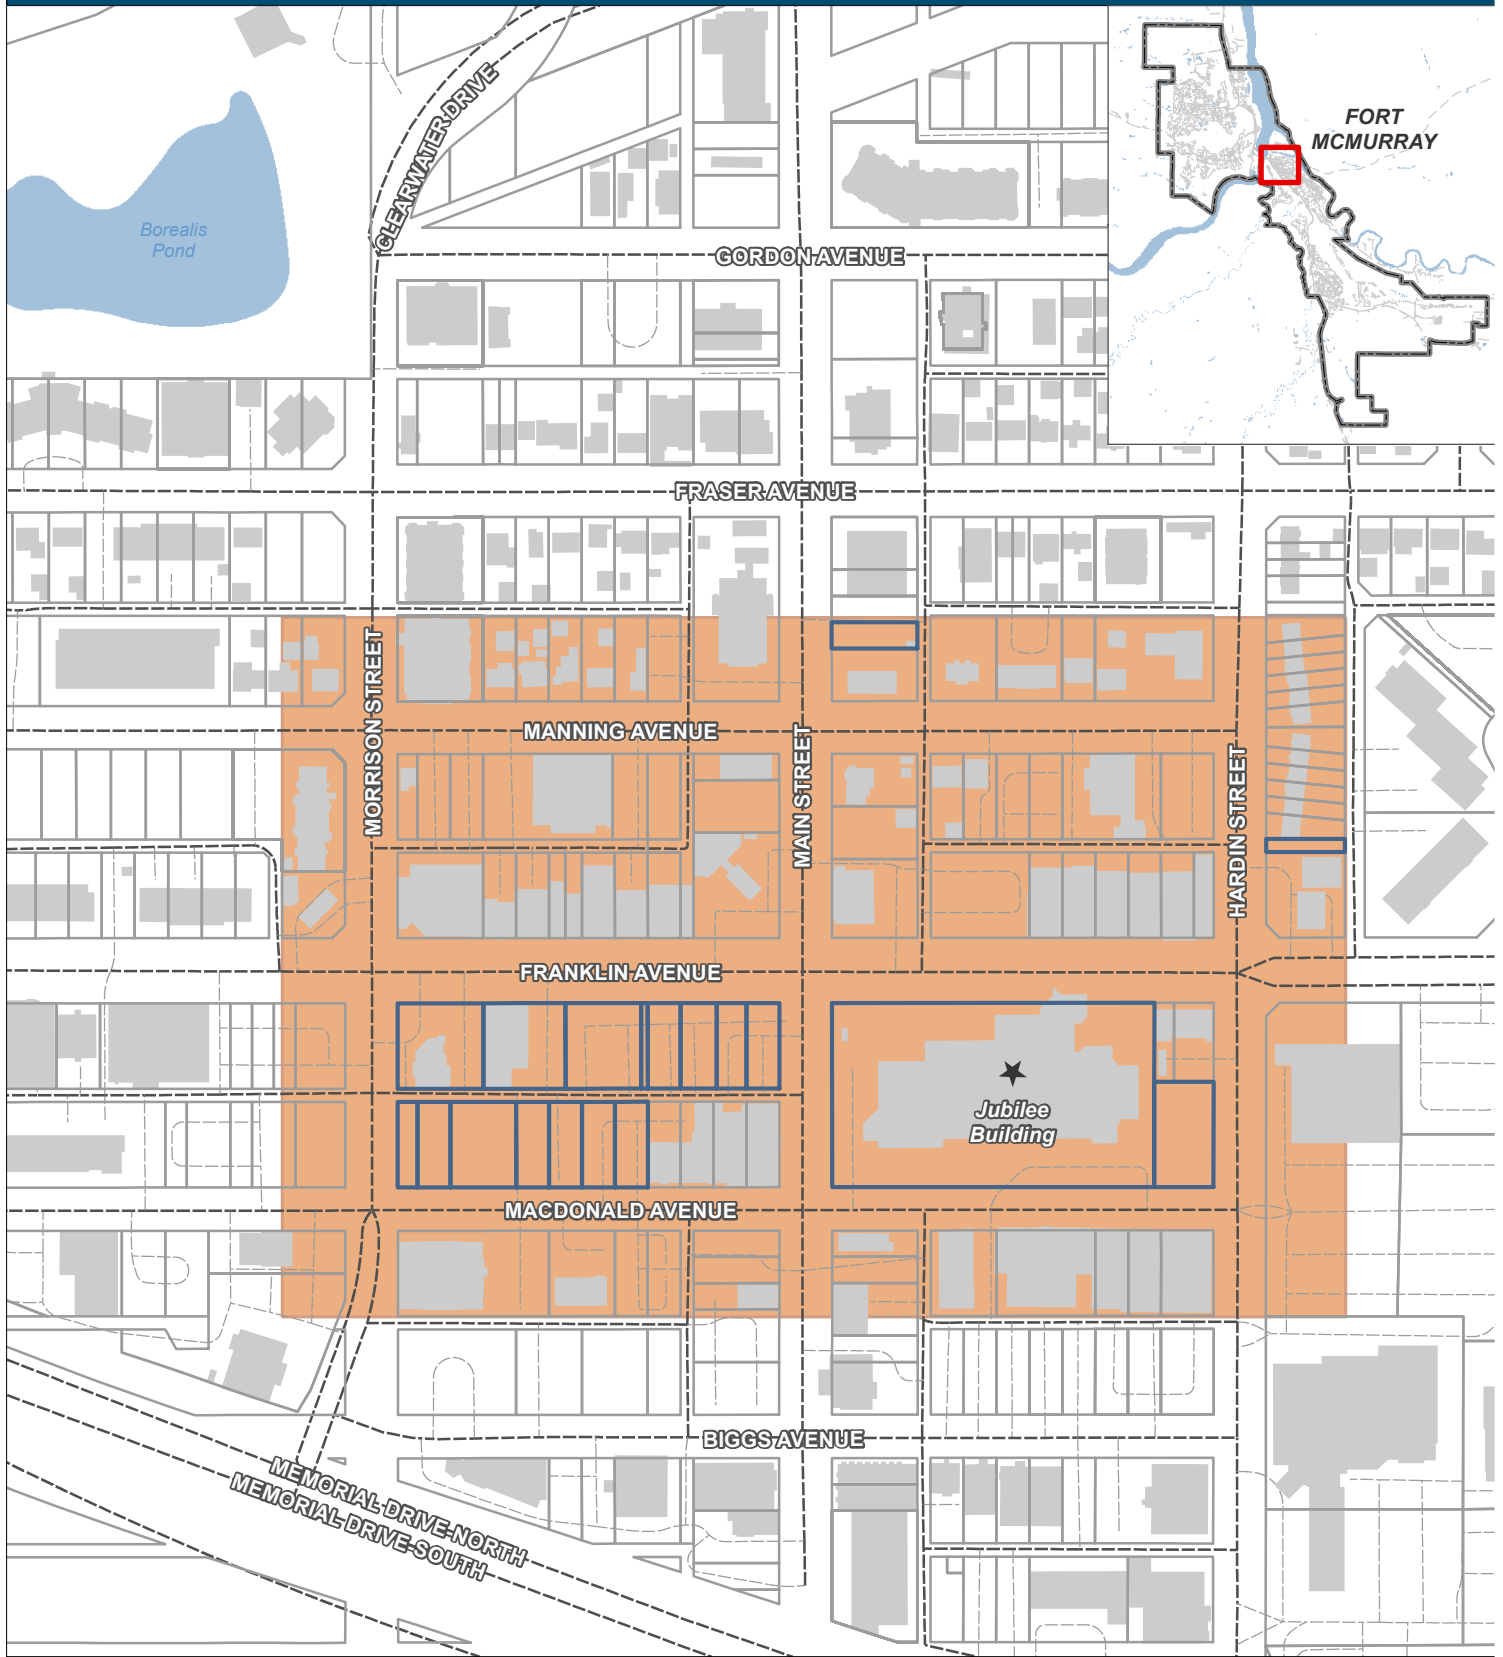 FORT
MCMURRAY
CLEARWATER DRIVE
Borealis
Pond
GORDON AVENUE
FRASER AVENUE
MORRISON STREET
MANNING AVENUE
MAIN STREET
HARDIN STREET
FRANKLIN AVENUE
Jubilee
Building
MACDONALD AVENUE
BIGGS AVENUE
MEMORIAL DRIVE NORTH
MEMORIAL DRIVE SOUTH